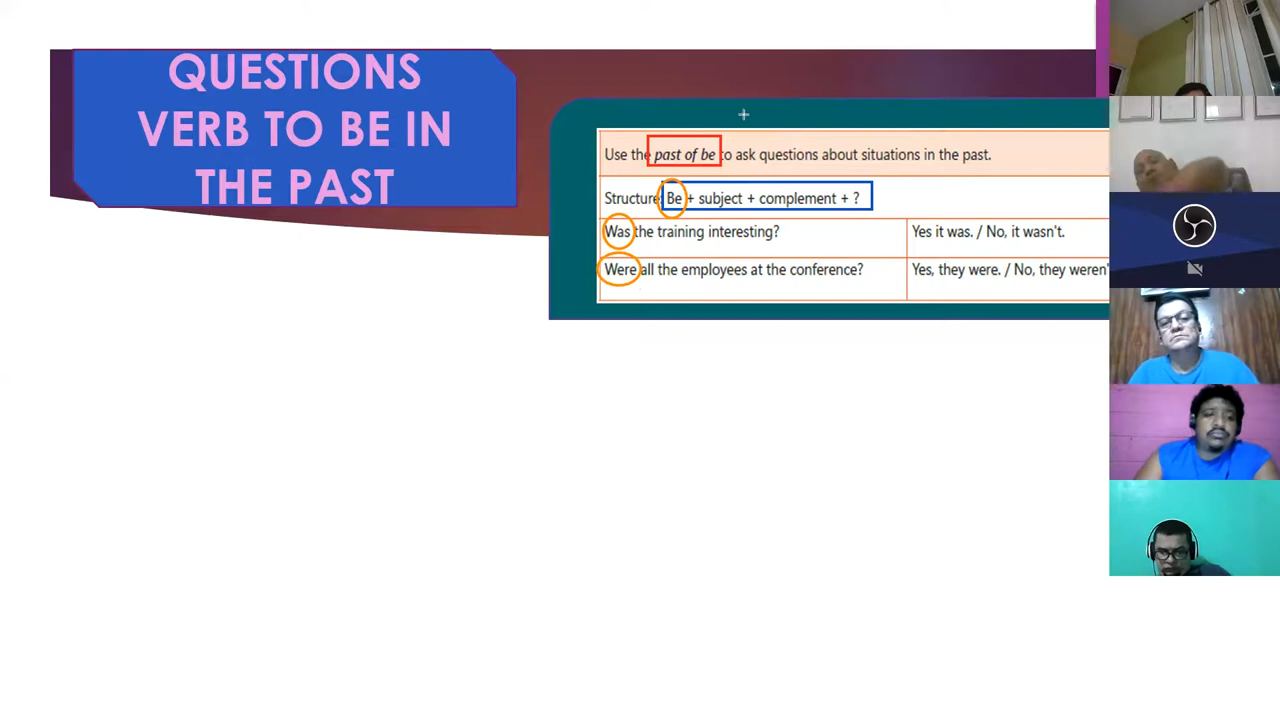 QUESTIONS
VERB TO BE IN
THE PAST
Use the past of be to ask questions about situations in the past.
Structure: Be + subject + complement + ?
Was the training interesting?
Yes it was. / No, it wasn't.
Were all the employees at the conference?
Yes, they were. / No, they weren'